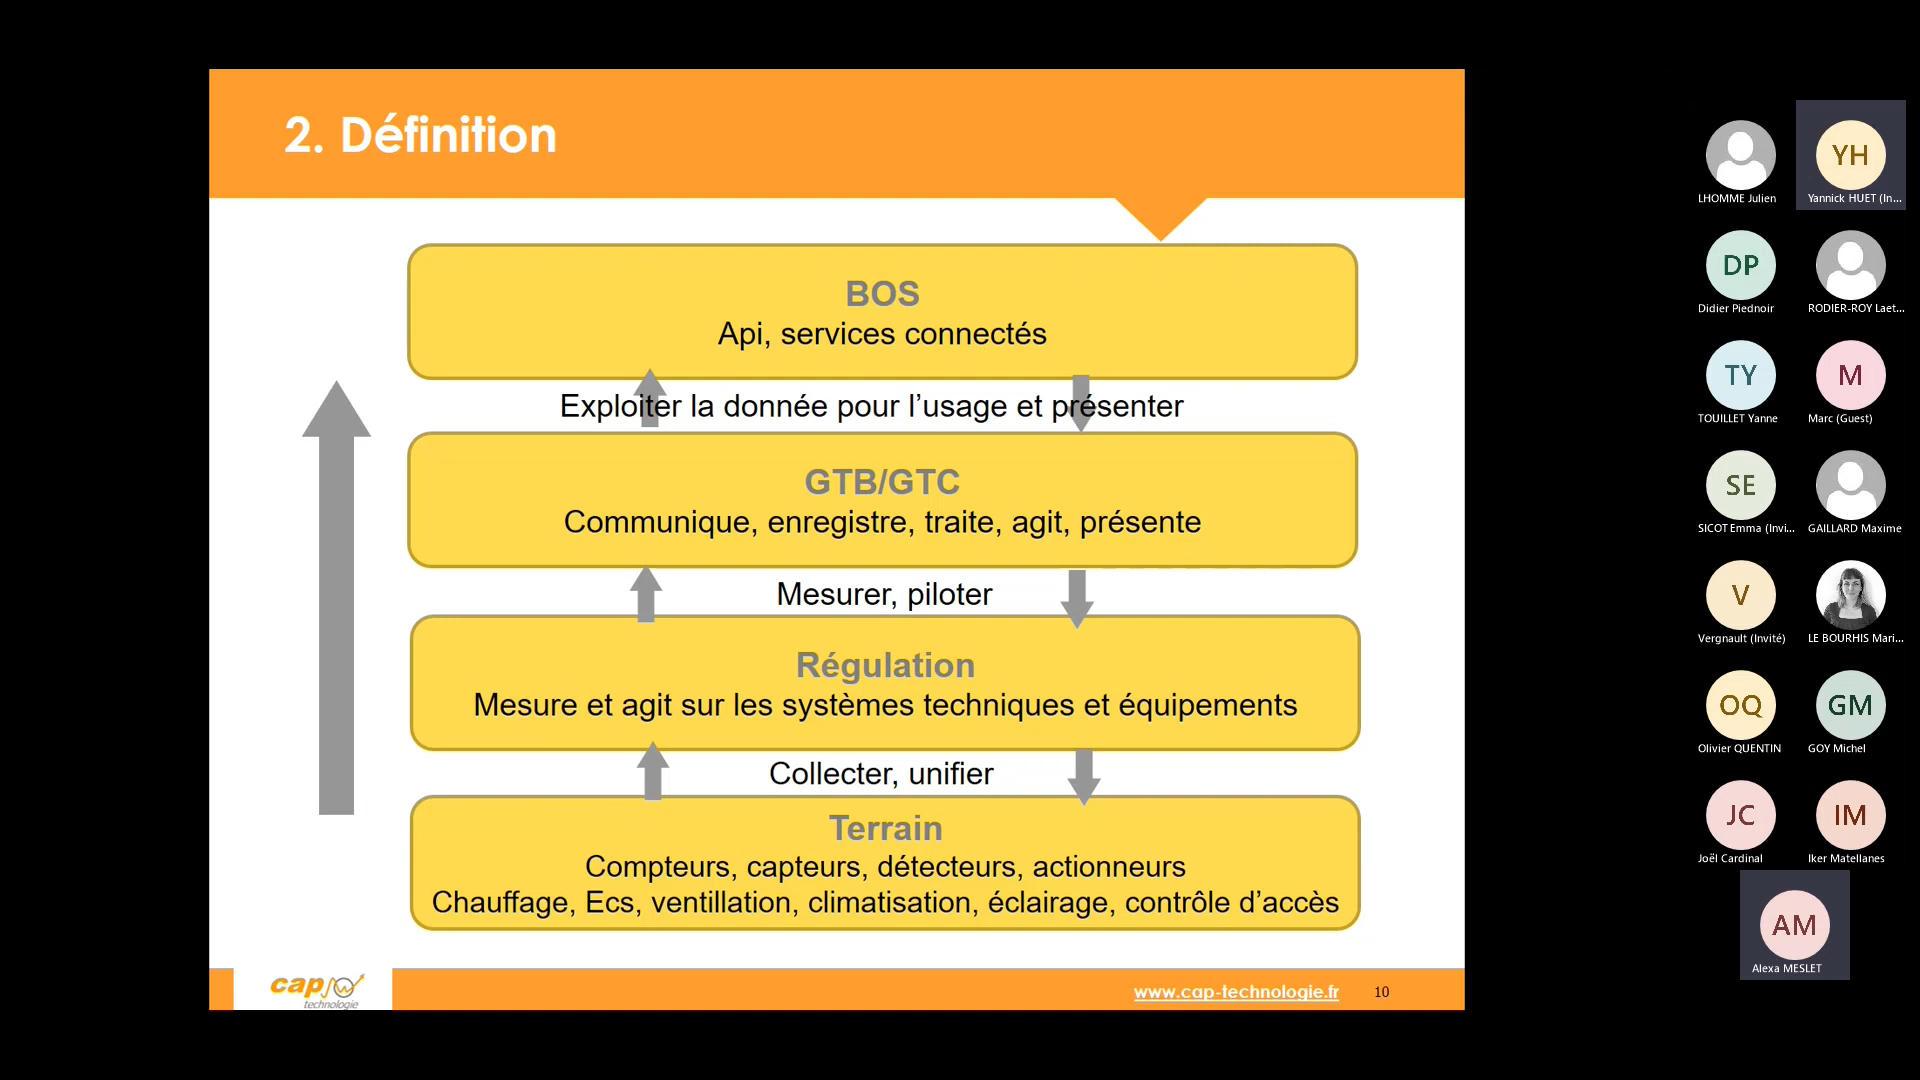 2. Définition
BOS
Api, services connectés
Exploiter la donnée pour l’usage et présenter
GTB/GTC
Communique, enregistre, traite, agit, présente
Mesurer, piloter
Régulation
Mesure et agit sur les systèmes techniques et équipements
Collecter, unifier
Terrain
Compteurs, capteurs, détecteurs, actionneurs
Chauffage, Ecs, ventillation, climatisation, éclairage, contrôle d’accès
cap
technologie
www.cap-technologie.fr
10
LHOMME Julien
YH
Yannick HUET (In...
DP
Didier Piednoir
RODIER-ROY Laet...
TY
TOUILLET Yanne
M
Marc (Guest)
SE
SICOT Emma (Invi...
GAILLARD Maxime
V
Vergnault (Invité)
LE BOURHIS Mari...
OQ
Olivier QUENTIN
GM
GOY Michel
JC
Joël Cardinal
IM
Iker Matellanes
AM
Alexa MESLET